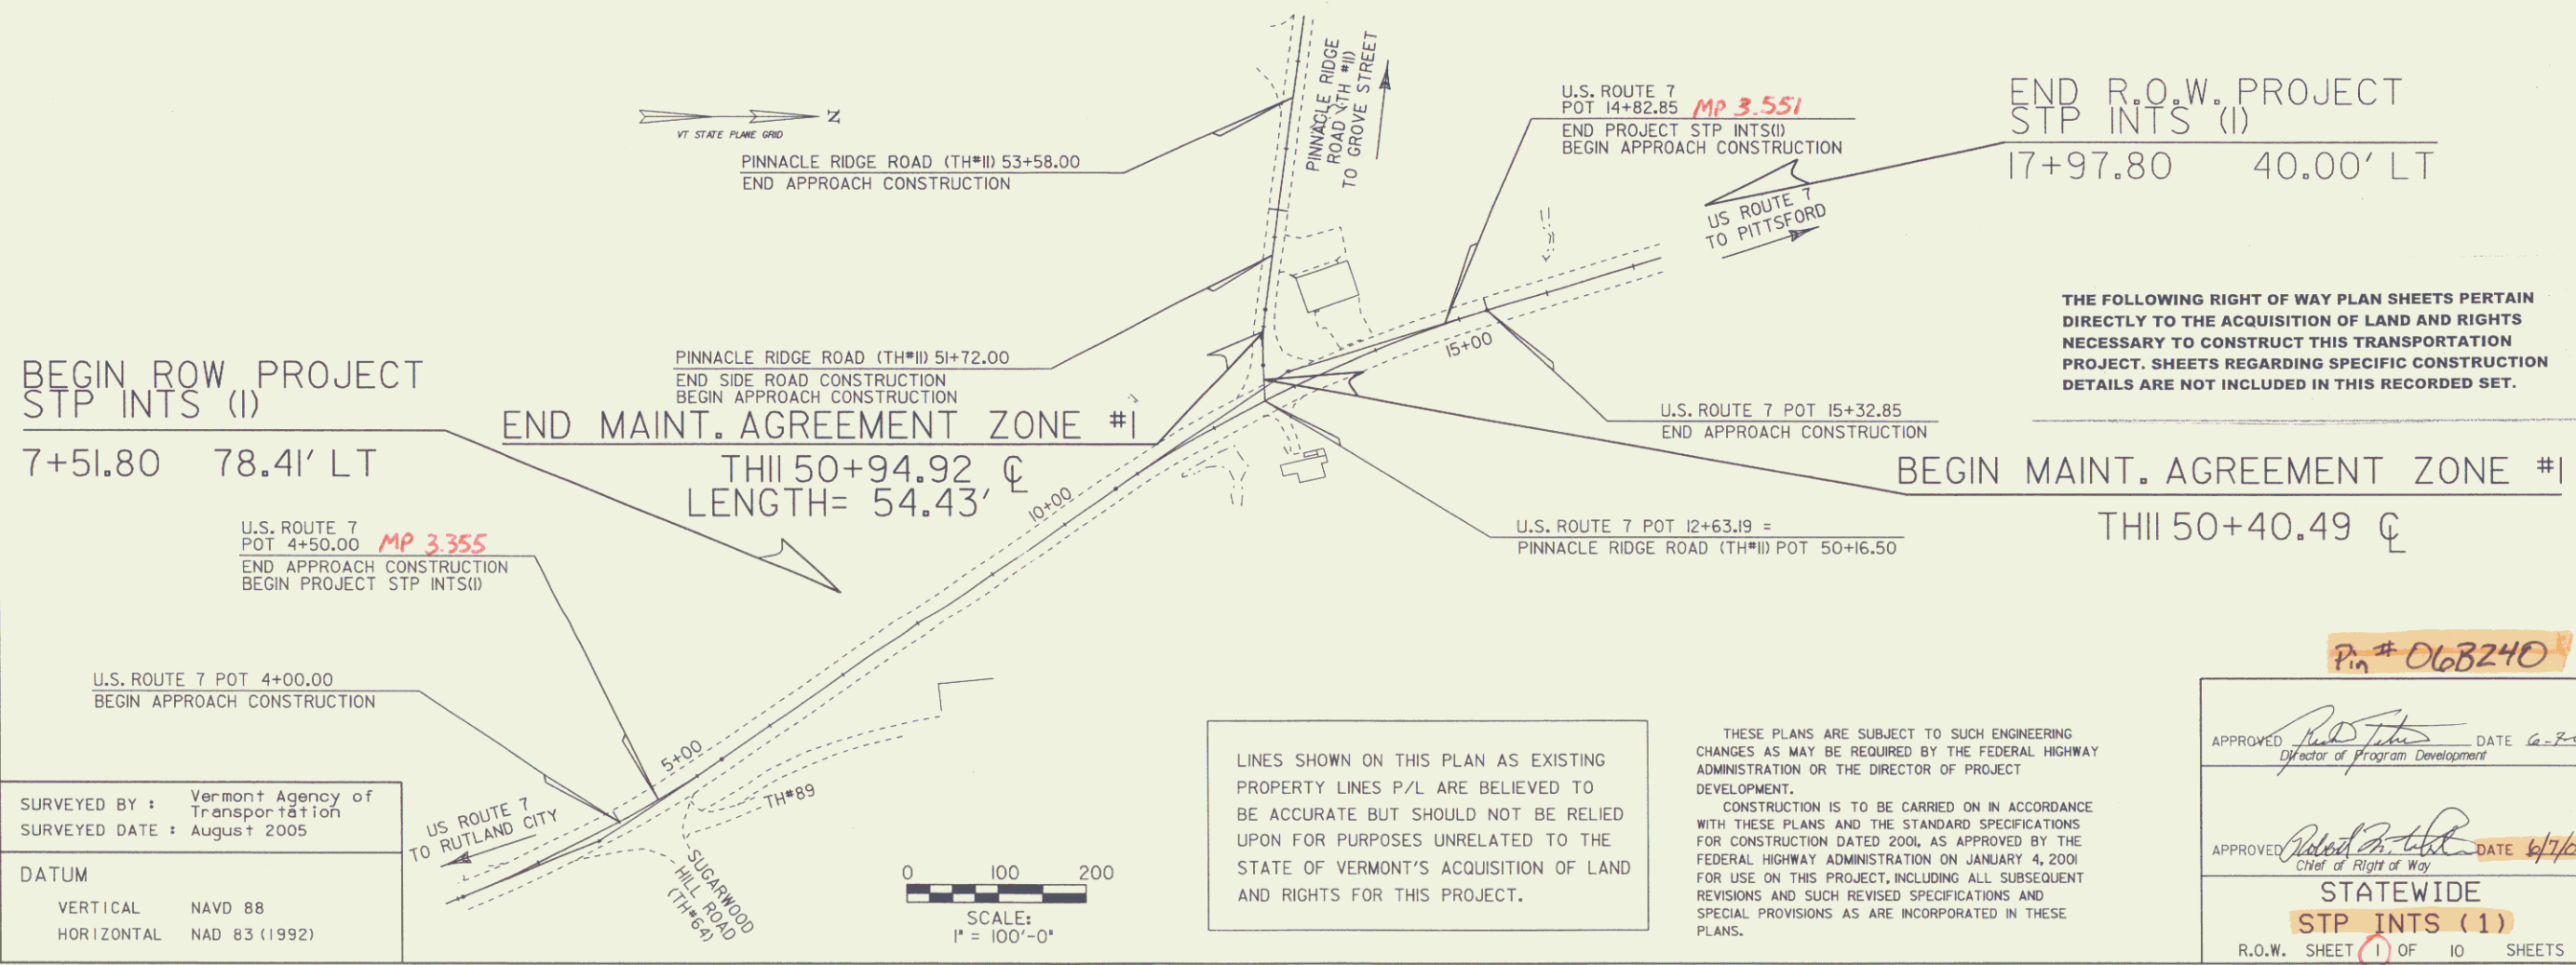 VT STATE PLANE GRID
N
PINNACLE RIDGE ROAD (TH#11) 53+58.00
END APPROACH CONSTRUCTION
PINNACLE RIDGE
ROAD (TH #11)
TO GROVE STREET
U.S. ROUTE 7
POT 14+82.85 MP 3.551
END PROJECT STP INTS(1)
BEGIN APPROACH CONSTRUCTION
END R.O.W. PROJECT
STP INTS (1)
17+97.80 40.00' LT
US ROUTE 7
TO PITTSFORD
THE FOLLOWING RIGHT OF WAY PLAN SHEETS PERTAIN
DIRECTLY TO THE ACQUISITION OF LAND AND RIGHTS
NECESSARY TO CONSTRUCT THIS TRANSPORTATION
PROJECT. SHEETS REGARDING SPECIFIC CONSTRUCTION
DETAILS ARE NOT INCLUDED IN THIS RECORDED SET.
BEGIN ROW PROJECT
STP INTS (1)
7+51.80 78.41' LT
PINNACLE RIDGE ROAD (TH#11) 51+72.00
END SIDE ROAD CONSTRUCTION
BEGIN APPROACH CONSTRUCTION
END MAINT. AGREEMENT ZONE #1
TH11 50+94.92 ℄
LENGTH= 54.43'
15+00
U.S. ROUTE 7 POT 15+32.85
END APPROACH CONSTRUCTION
BEGIN MAINT. AGREEMENT ZONE #1
TH11 50+40.49 ℄
10+00
U.S. ROUTE 7 POT 12+63.19 =
PINNACLE RIDGE ROAD (TH#11) POT 50+16.50
U.S. ROUTE 7
POT 4+50.00 MP 3.355
END APPROACH CONSTRUCTION
BEGIN PROJECT STP INTS(1)
U.S. ROUTE 7 POT 4+00.00
BEGIN APPROACH CONSTRUCTION
5+00
TH#89
SUGARWOOD
HILL ROAD
(TH#64)
US ROUTE 7
TO RUTLAND CITY
SURVEYED BY : Vermont Agency of
Transportation
SURVEYED DATE : August 2005
DATUM
VERTICAL NAVD 88
HORIZONTAL NAD 83 (1992)
0 100 200
SCALE:
1" = 100'-0"
LINES SHOWN ON THIS PLAN AS EXISTING
PROPERTY LINES P/L ARE BELIEVED TO
BE ACCURATE BUT SHOULD NOT BE RELIED
UPON FOR PURPOSES UNRELATED TO THE
STATE OF VERMONT'S ACQUISITION OF LAND
AND RIGHTS FOR THIS PROJECT.
THESE PLANS ARE SUBJECT TO SUCH ENGINEERING
CHANGES AS MAY BE REQUIRED BY THE FEDERAL HIGHWAY
ADMINISTRATION OR THE DIRECTOR OF PROJECT
DEVELOPMENT.
CONSTRUCTION IS TO BE CARRIED ON IN ACCORDANCE
WITH THESE PLANS AND THE STANDARD SPECIFICATIONS
FOR CONSTRUCTION DATED 2001, AS APPROVED BY THE
FEDERAL HIGHWAY ADMINISTRATION ON JANUARY 4, 2001
FOR USE ON THIS PROJECT, INCLUDING ALL SUBSEQUENT
REVISIONS AND SUCH REVISED SPECIFICATIONS AND
SPECIAL PROVISIONS AS ARE INCORPORATED IN THESE
PLANS.
Pin # 06B240
APPROVED DATE
Director of Program Development
APPROVED DATE 6/7/0
Chief of Right of Way
STATEWIDE
STP INTS (1)
R.O.W. SHEET 1 OF 10 SHEETS